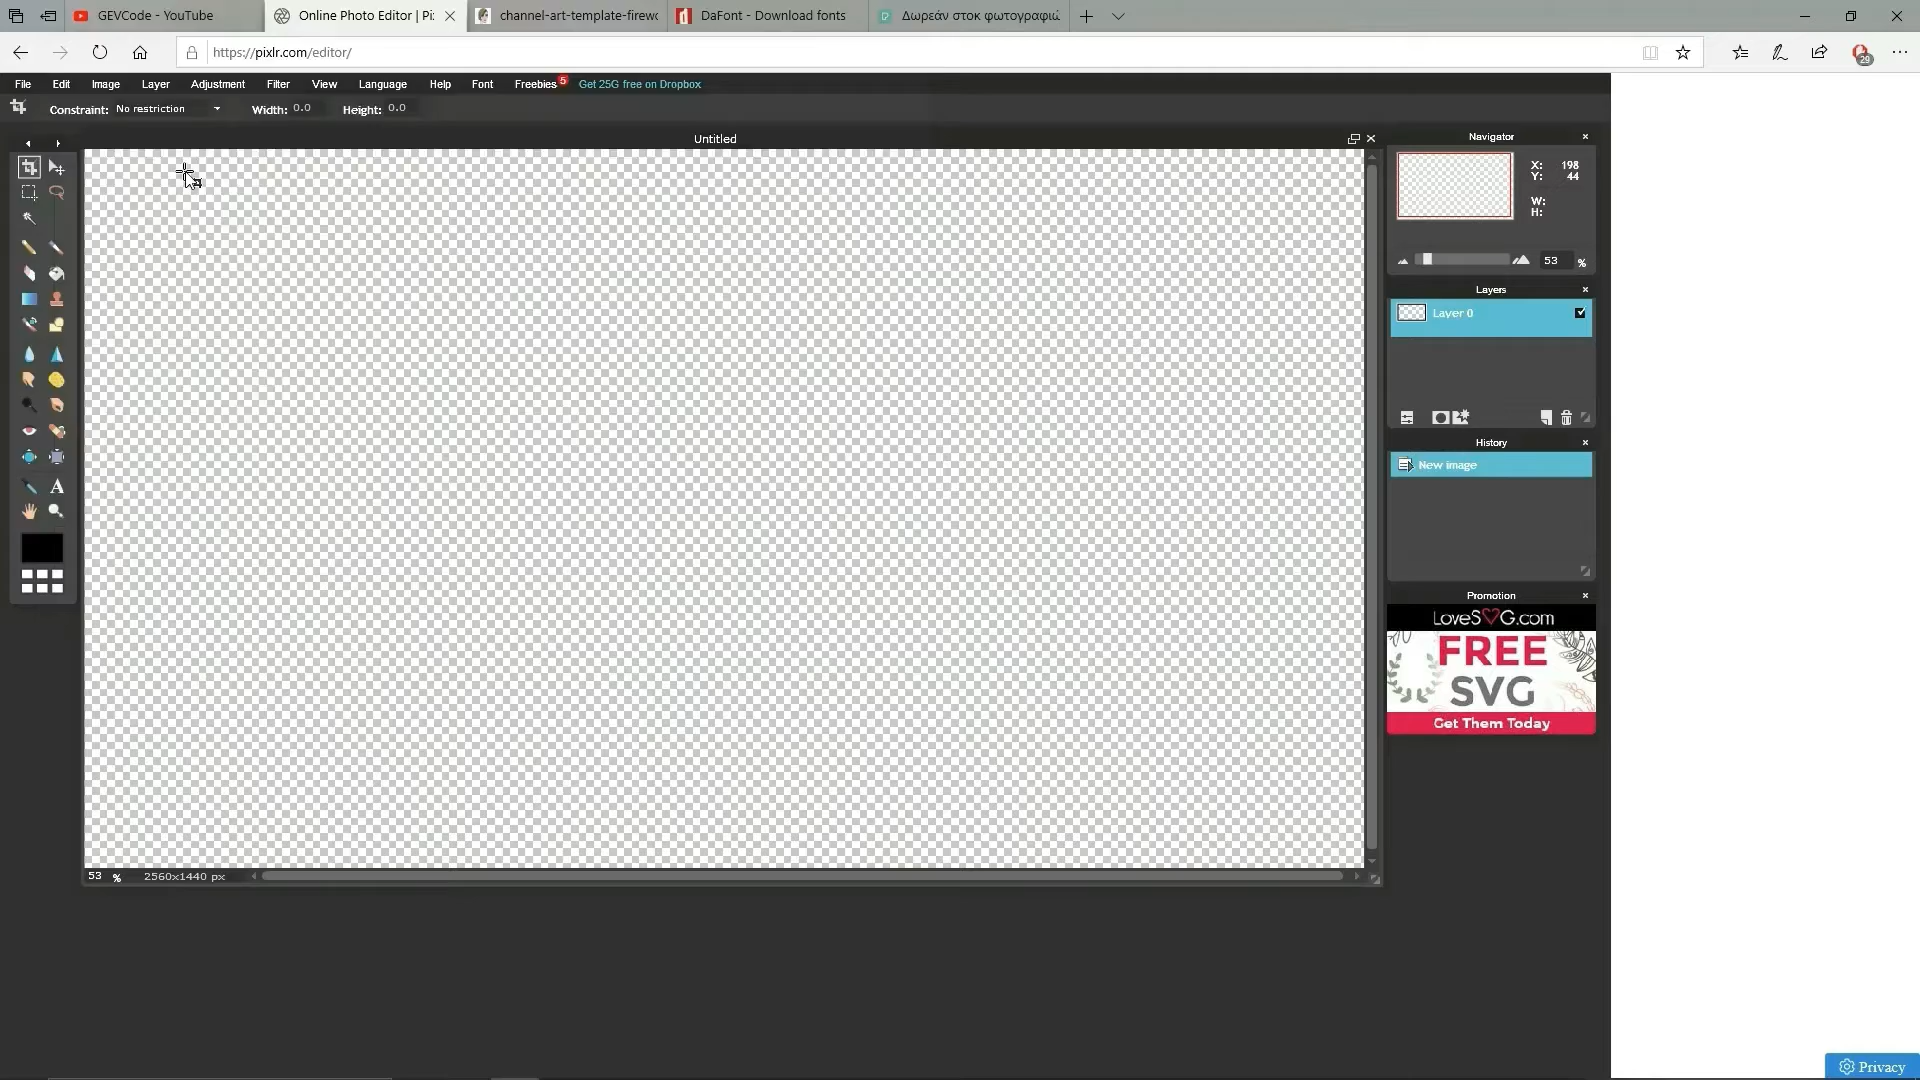 GEVCode - YouTube
Online Photo Editor | Pi
channel-art-template-firewo
DaFont - Download fonts
Δωρεάν στοκ φωτογραφιώ
https://pixlr.com/editor/
29
File Edit Image Layer Adjustment Filter View Language Help Font Freebies 5 Get 25G free on Dropbox
Constraint: No restriction Width: 0.0 Height: 0.0
Untitled
Navigator
X: 198
Y: 44
W:
H:
53 %
Layers
Layer 0
History
New image
A
Promotion
LoveSVG.com
FREE
SVG
Get Them Today
53 % 2560x1440 px
Privacy